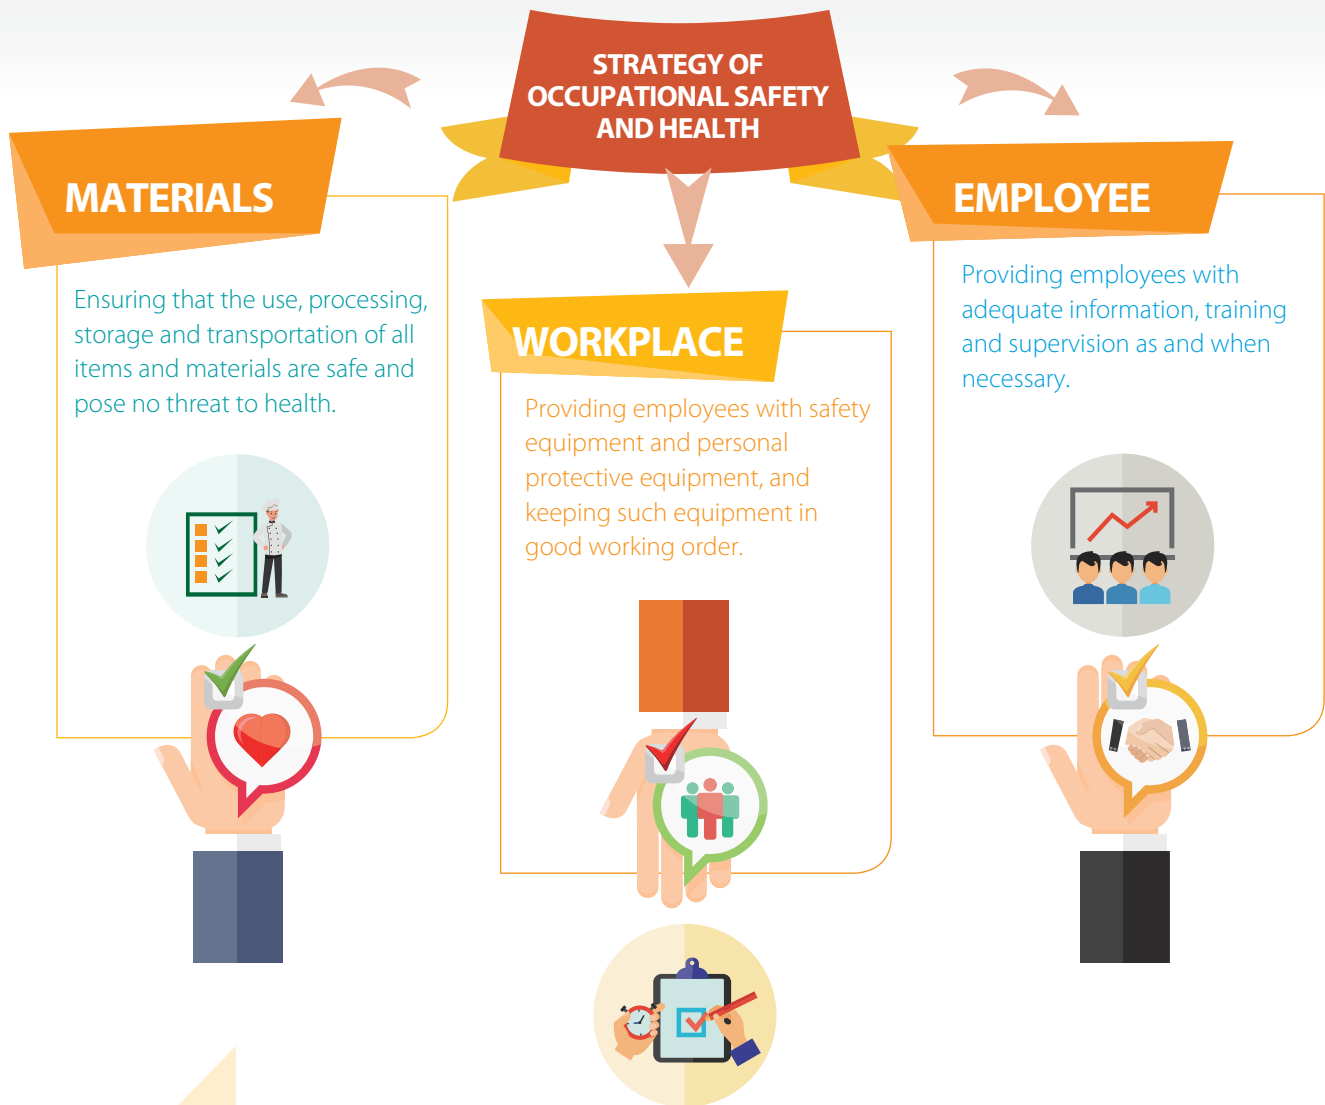 STRATEGY OF
OCCUPATIONAL SAFETY
AND HEALTH
MATERIALS
Ensuring that the use, processing,
storage and transportation of all
items and materials are safe and
pose no threat to health.
WORKPLACE
Providing employees with safety
equipment and personal
protective equipment, and
keeping such equipment in
good working order.
EMPLOYEE
Providing employees with
adequate information, training
and supervision as and when
necessary.